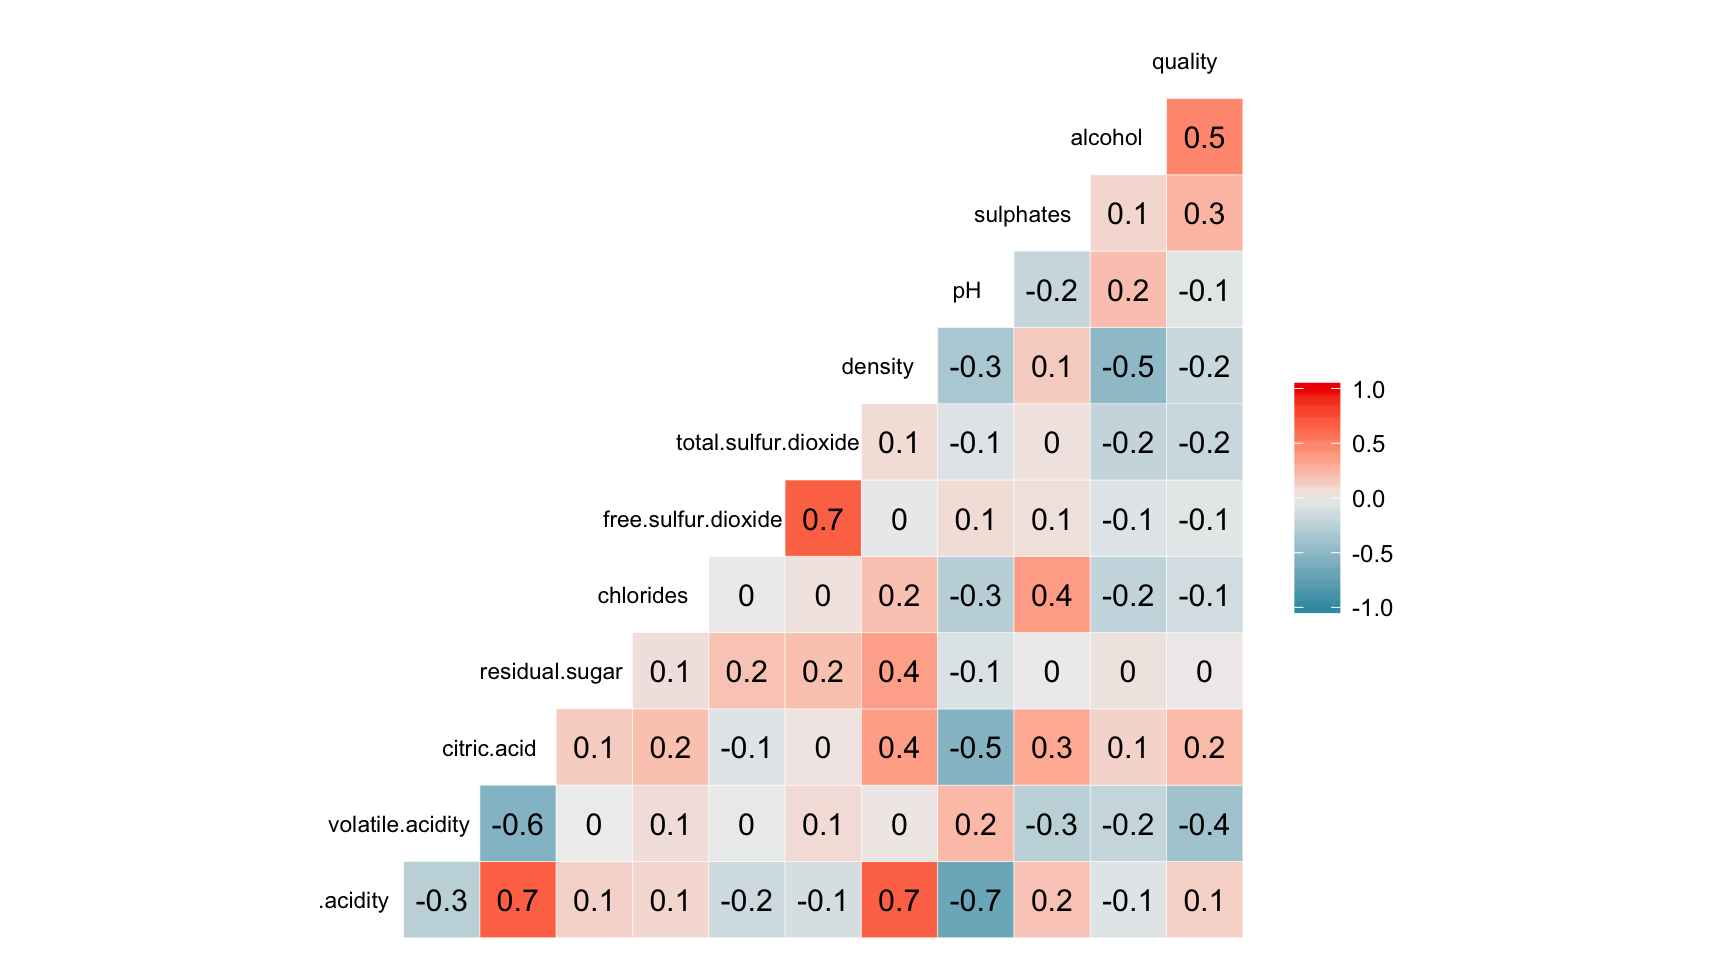 quality
alcohol 0.5
sulphates 0.1 0.3
pH -0.2 0.2 -0.1
density -0.3 0.1 -0.5 -0.2
total.sulfur.dioxide 0.1 -0.1 0 -0.2 -0.2
free.sulfur.dioxide 0.7 0 0.1 0.1 -0.1 -0.1
chlorides 0 0 0.2 -0.3 0.4 -0.2 -0.1
residual.sugar 0.1 0.2 0.2 0.4 -0.1 0 0 0
citric.acid 0.1 0.2 -0.1 0 0.4 -0.5 0.3 0.1 0.2
volatile.acidity -0.6 0 0.1 0 0.1 0 0.2 -0.3 -0.2 -0.4
.acidity -0.3 0.7 0.1 0.1 -0.2 -0.1 0.7 -0.7 0.2 -0.1 0.1
1.0
0.5
0.0
-0.5
-1.0